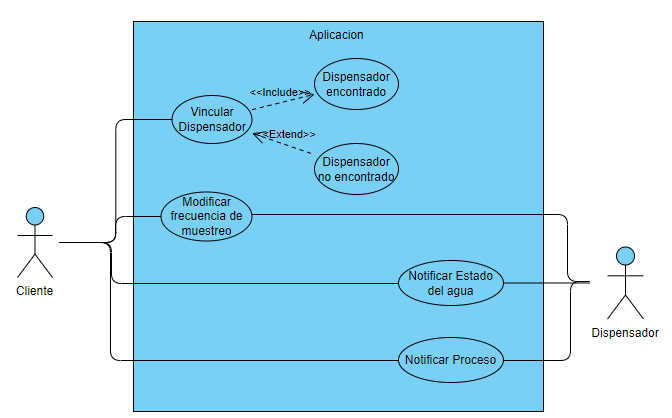 Aplicacion
Dispensador
encontrado
<<Include>>
Vincular
Dispensador
<<Extend>>
Dispensador
no encontrado
Modificar
frecuencia de
muestreo
Cliente
Notificar Estado
del agua
Dispensador
Notificar Proceso